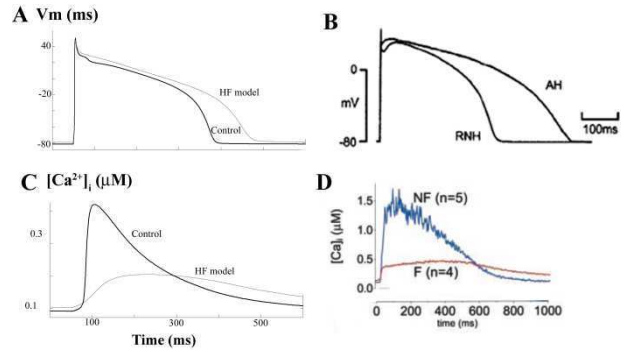 A Vm (ms)
40
-20
-80
HF model
Control
B
0
mV
-80
AH
RNH
100ms
C [Ca²⁺]ᵢ (μM)
0.3
0.1
Control
HF model
100
300
500
Time (ms)
D
[Ca]ᵢ (μM)
1.5
1.0
0.5
0.0
NF (n=5)
F (n=4)
0 200 400 600 800 1000
time (ms)